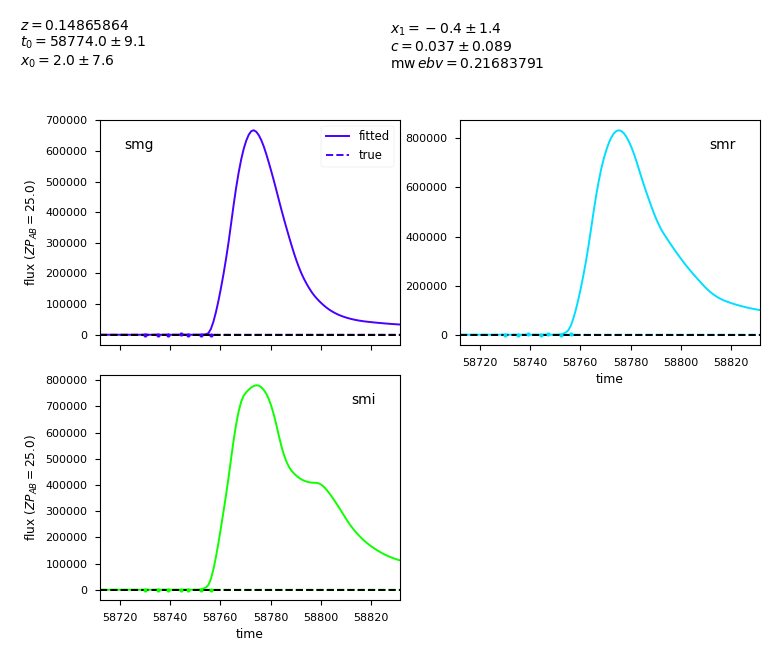 z = 0.14865864
t₀ = 58774.0 ± 9.1
x₀ = 2.0 ± 7.6
x₁ = −0.4 ± 1.4
c = 0.037 ± 0.089
mw ebv = 0.21683791
700000
600000
500000
400000
300000
200000
100000
0
flux (ZP_AB = 25.0)
smg
fitted
true
800000
600000
400000
200000
0
smr
58720 58740 58760 58780 58800 58820
time
800000
700000
600000
500000
400000
300000
200000
100000
0
flux (ZP_AB = 25.0)
smi
58720 58740 58760 58780 58800 58820
time